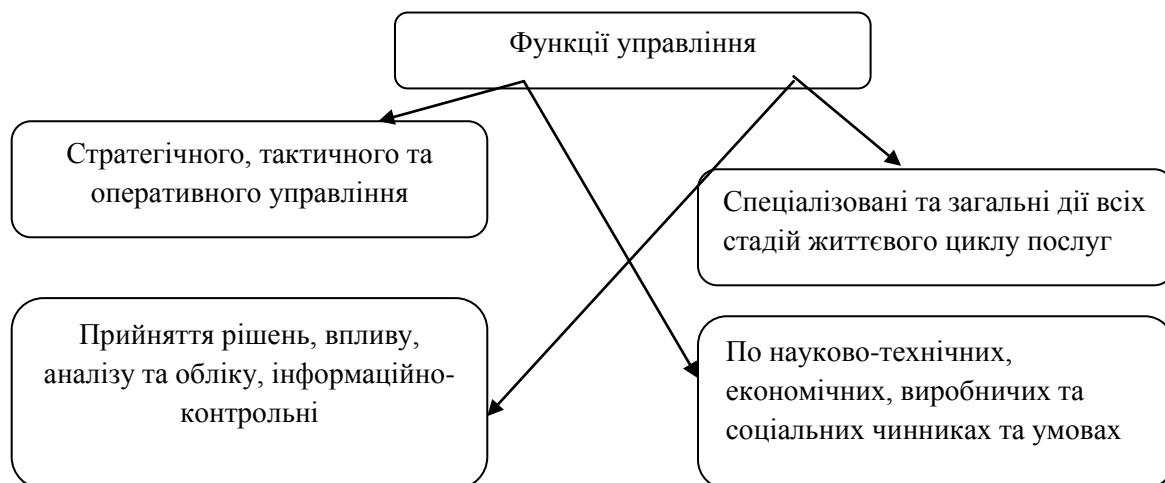 Функції управління
Стратегічного, тактичного та
оперативного управління
Спеціалізовані та загальні дії всіх
стадій життєвого циклу послуг
Прийняття рішень, впливу,
аналізу та обліку, інформаційно-
контрольні
По науково-технічних,
економічних, виробничих та
соціальних чинниках та умовах